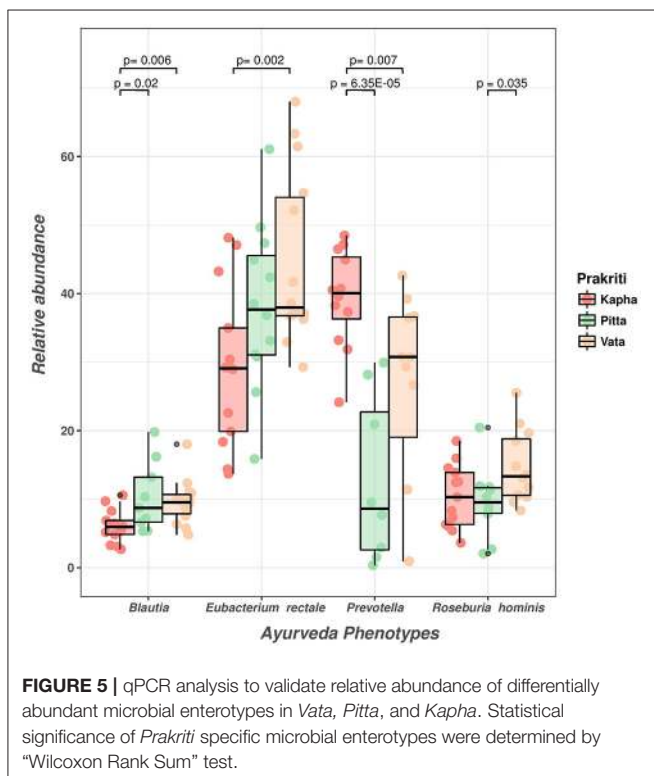 p= 0.006
p = 0.02
p= 0.002
p= 0.007
p = 6.35E-05
p = 0.035
60
40
20
0
Relative abundance
Blautia
Eubacterium rectale
Prevotella
Roseburia hominis
Ayurveda Phenotypes
Prakriti
Kapha
Pitta
Vata
FIGURE 5 | qPCR analysis to validate relative abundance of differentially
abundant microbial enterotypes in Vata, Pitta, and Kapha. Statistical
significance of Prakriti specific microbial enterotypes were determined by
“Wilcoxon Rank Sum” test.